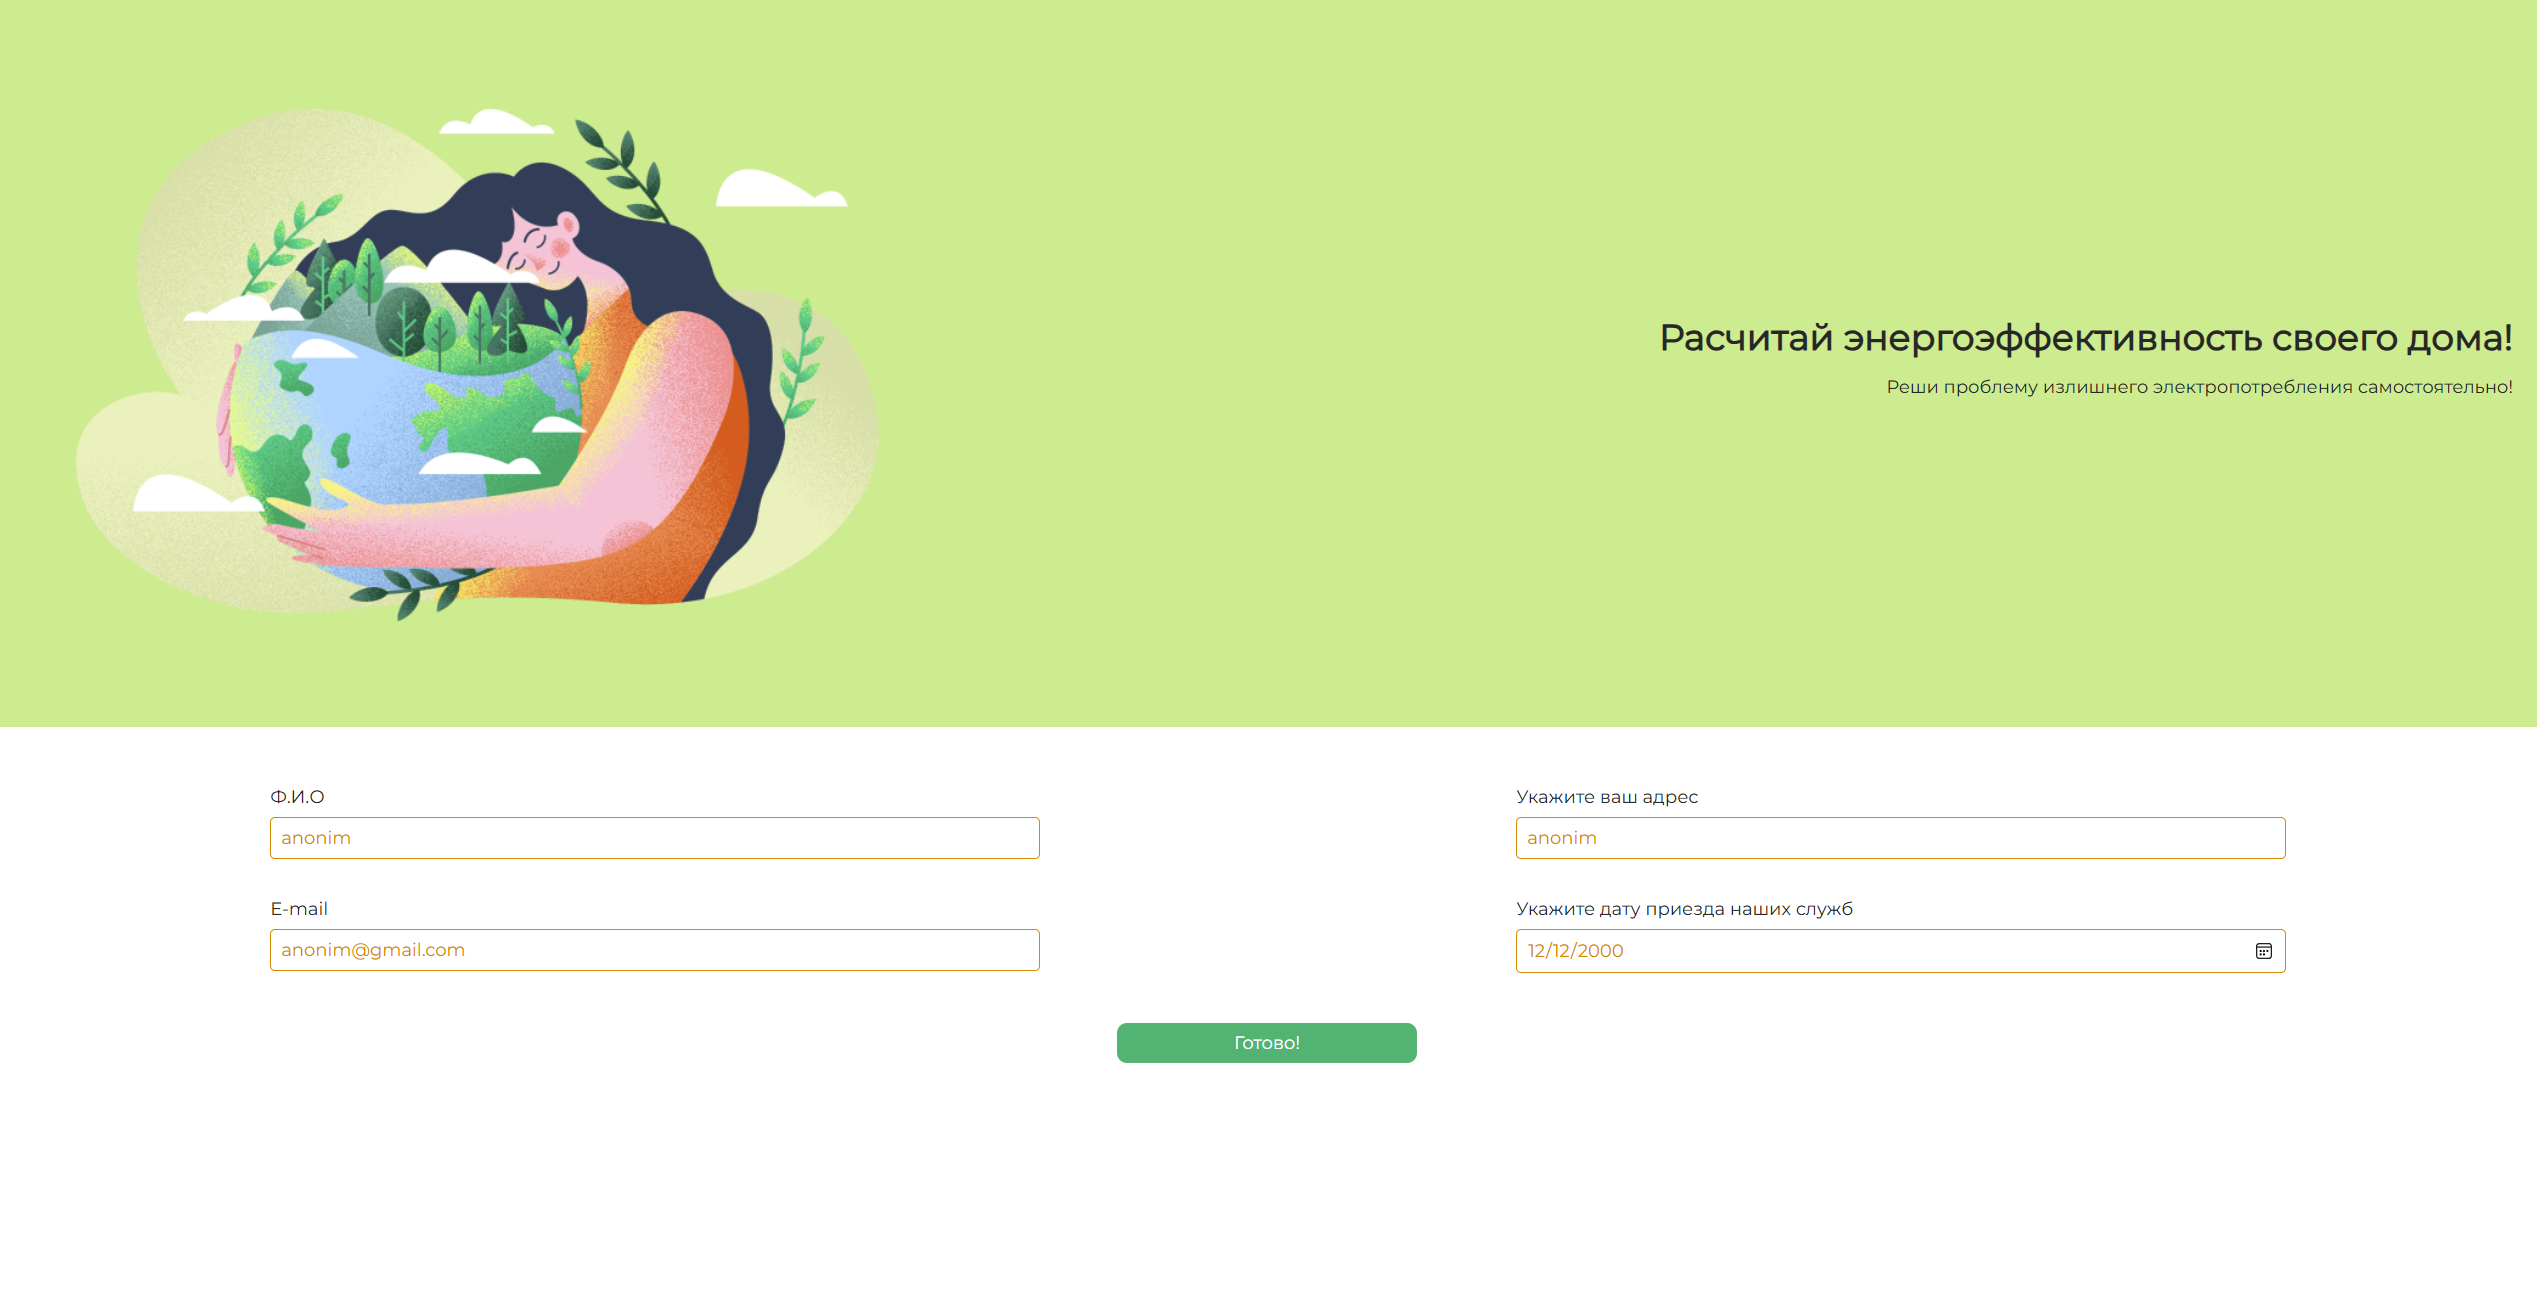 Расчитай энергоэффективность своего дома!
Реши проблему излишнего электропотребления самостоятельно!
Ф.И.О
anonim
Укажите ваш адрес
anonim
E-mail
anonim@gmail.com
Укажите дату приезда наших служб
12/12/2000
Готово!